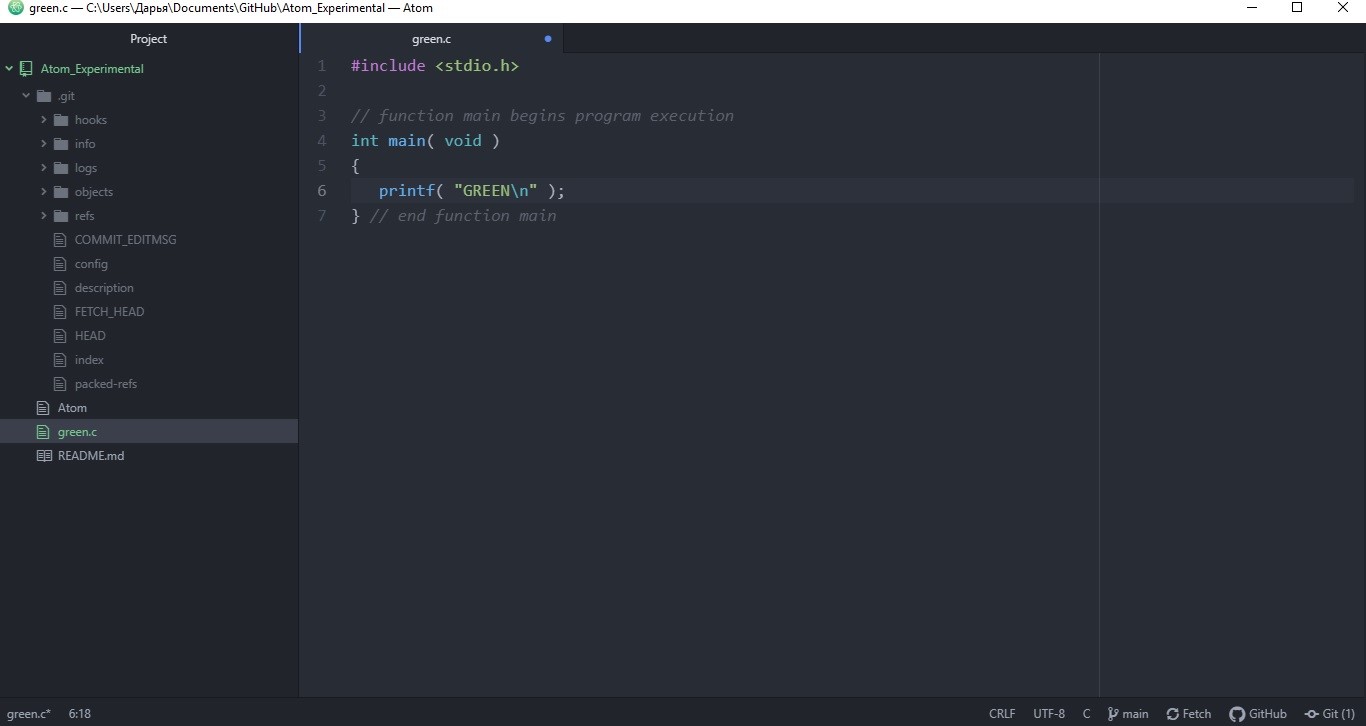 green.c — C:\Users\Дарья\Documents\GitHub\Atom_Experimental — Atom
Project
Atom_Experimental
.git
hooks
info
logs
objects
refs
COMMIT_EDITMSG
config
description
FETCH_HEAD
HEAD
index
packed-refs
Atom
green.c
README.md
green.c
1 #include <stdio.h>
2
3 // function main begins program execution
4 int main( void )
5 {
6    printf( "GREEN\n" );
7 } // end function main
green.c* 6:18
CRLF UTF-8 C main Fetch GitHub Git (1)